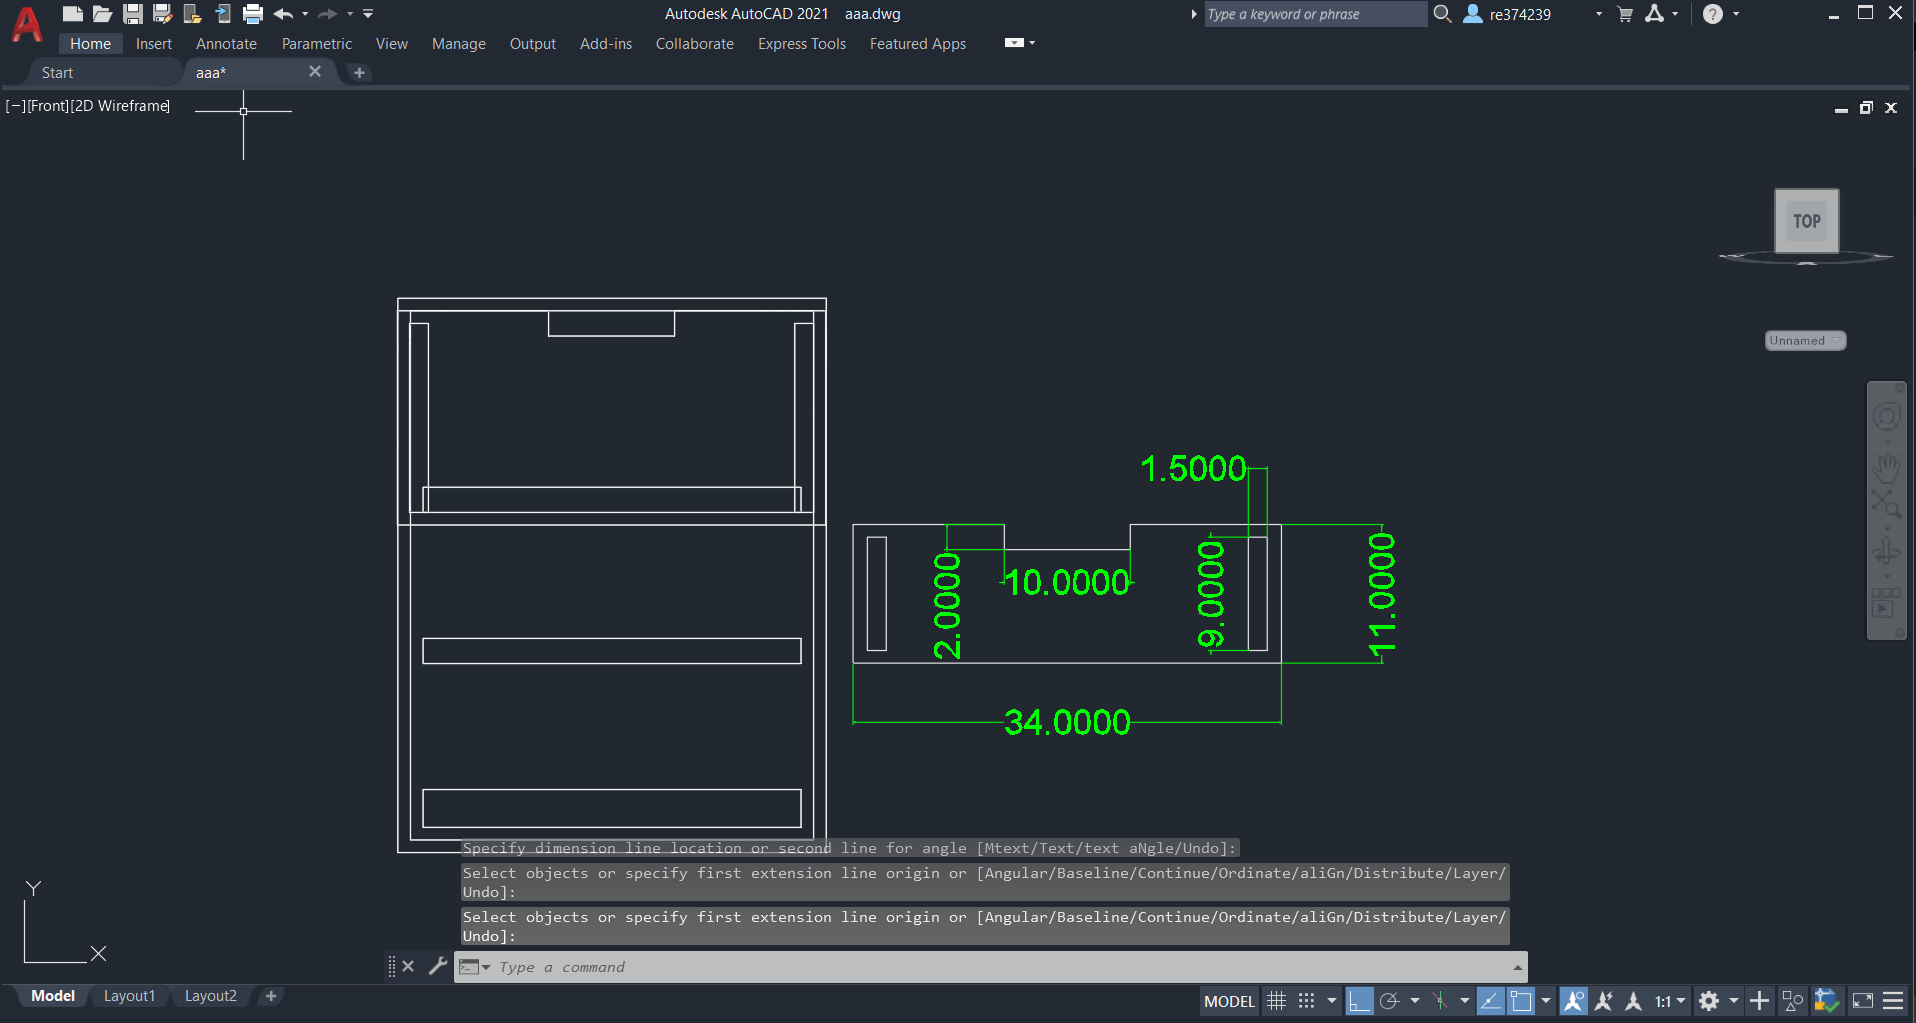 Autodesk AutoCAD 2021 aaa.dwg
Type a keyword or phrase
re374239
Home Insert Annotate Parametric View Manage Output Add-ins Collaborate Express Tools Featured Apps
Start aaa*
[−][Front][2D Wireframe]
TOP
Unnamed
1.5000
2.0000
10.0000
9.0000
11.0000
34.0000
Specify dimension line location or second line for angle [Mtext/Text/text aNgle/Undo]:
Select objects or specify first extension line origin or [Angular/Baseline/Continue/Ordinate/aliGn/Distribute/Layer/
Undo]:
Select objects or specify first extension line origin or [Angular/Baseline/Continue/Ordinate/aliGn/Distribute/Layer/
Undo]:
Y
X
Type a command
Model Layout1 Layout2
MODEL 1:1